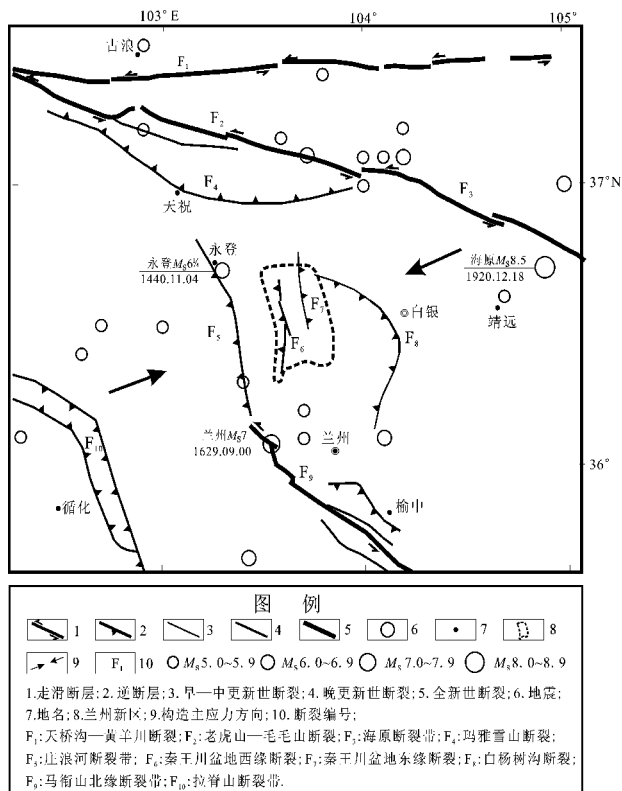 103°E
104°
105°
古浪
F₁
F₂
F₄
天祝
37°N
F₃
永登
永登Mₛ6¾
1440.11.04
海原Mₛ8.5
1920.12.18
F₇
白银
靖远
F₅
F₆
F₈
兰州Mₛ7
1629.09.00
兰州
36°
F₁₀
F₉
循化
榆中
图 例
1 2 3 4 5 6 7 8
9 F₁ 10 Mₛ5.0~5.9 Mₛ6.0~6.9 Mₛ7.0~7.9 Mₛ8.0~8.9
1.走滑断层;2.逆断层;3.早—中更新世断裂;4.晚更新世断裂;5.全新世断裂;6.地震;
7.地名;8.兰州新区;9.构造主应力方向;10.断裂编号;
F₁:天桥沟—黄羊川断裂;F₂:老虎山—毛毛山断裂;F₃:海原断裂带;F₄:玛雅雪山断裂;
F₅:庄浪河断裂带;F₆:秦王川盆地西缘断裂;F₇:秦王川盆地东缘断裂;F₈:白杨树沟断裂;
F₉:马衔山北缘断裂带;F₁₀:拉脊山断裂带.